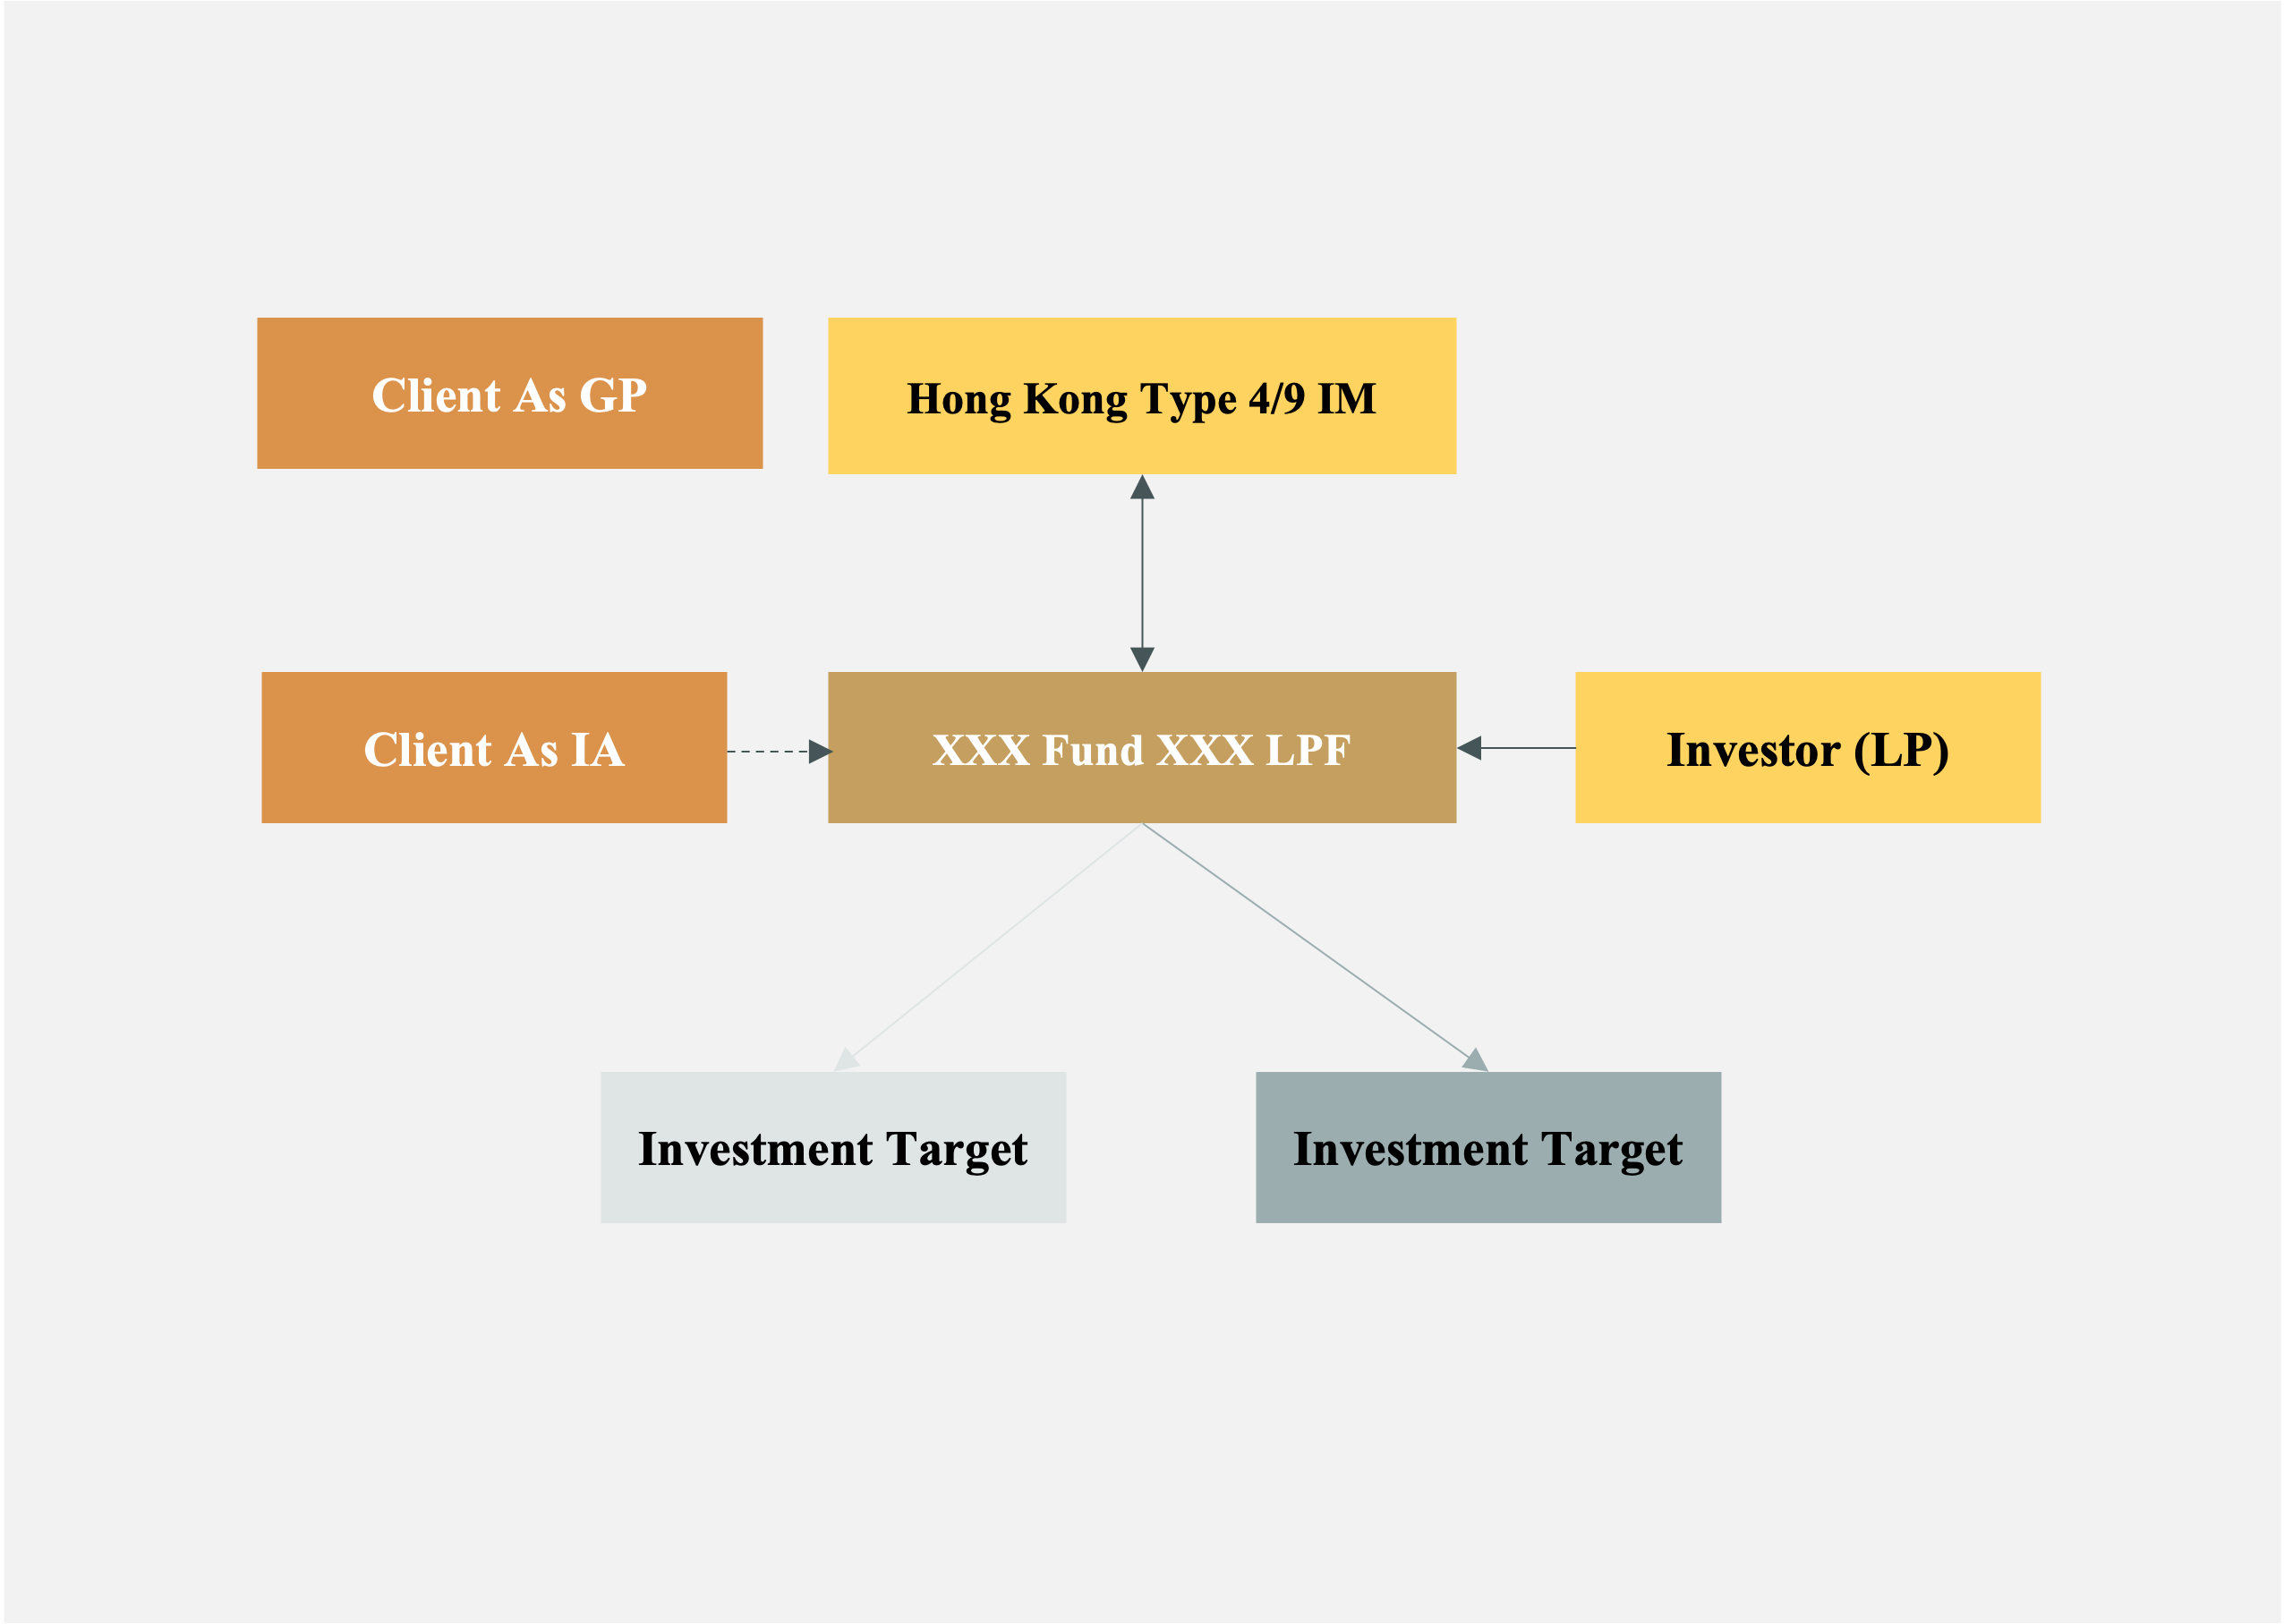 Client As GP
Hong Kong Type 4/9 IM
Client As IA
XXX Fund XXX LPF
Investor (LP)
Investment Target
Investment Target